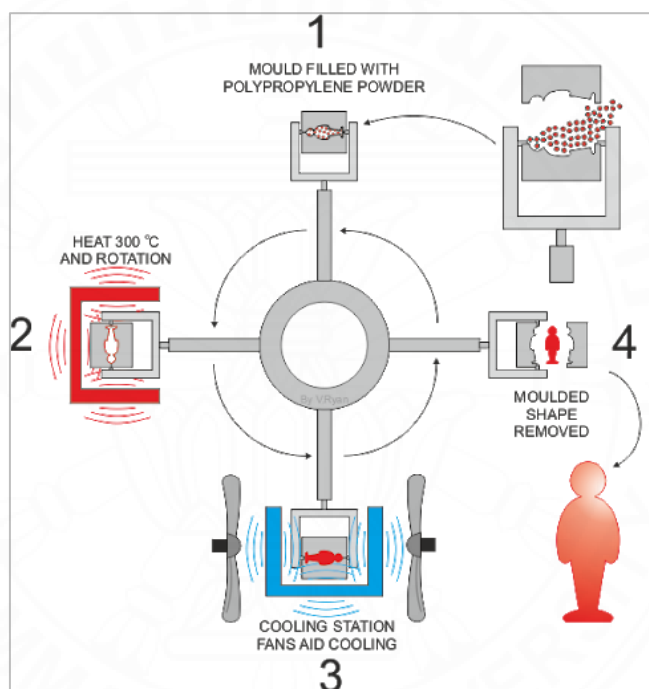 1
MOULD FILLED WITH
POLYPROPYLENE POWDER
HEAT 300 °C
AND ROTATION
2
4
MOULDED
SHAPE
REMOVED
By V.Ryan
COOLING STATION
FANS AID COOLING
3